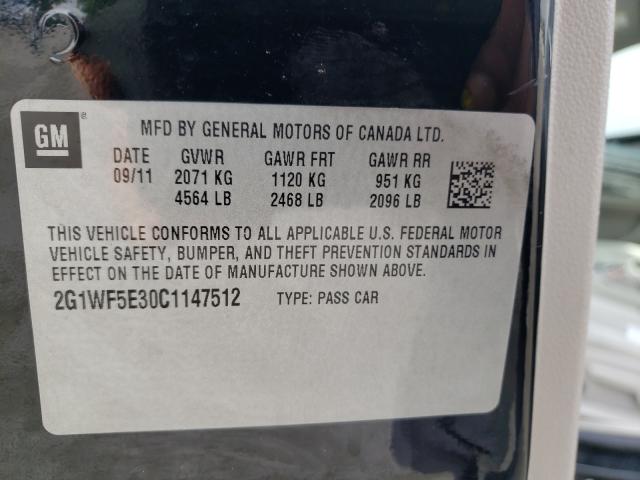 GM ®
MFD BY GENERAL MOTORS OF CANADA LTD.
DATE GVWR GAWR FRT GAWR RR
09/11 2071 KG 1120 KG 951 KG
4564 LB 2468 LB 2096 LB
THIS VEHICLE CONFORMS TO ALL APPLICABLE U.S. FEDERAL MOTOR
VEHICLE SAFETY, BUMPER, AND THEFT PREVENTION STANDARDS IN
EFFECT ON THE DATE OF MANUFACTURE SHOWN ABOVE.
2G1WF5E30C1147512 TYPE: PASS CAR